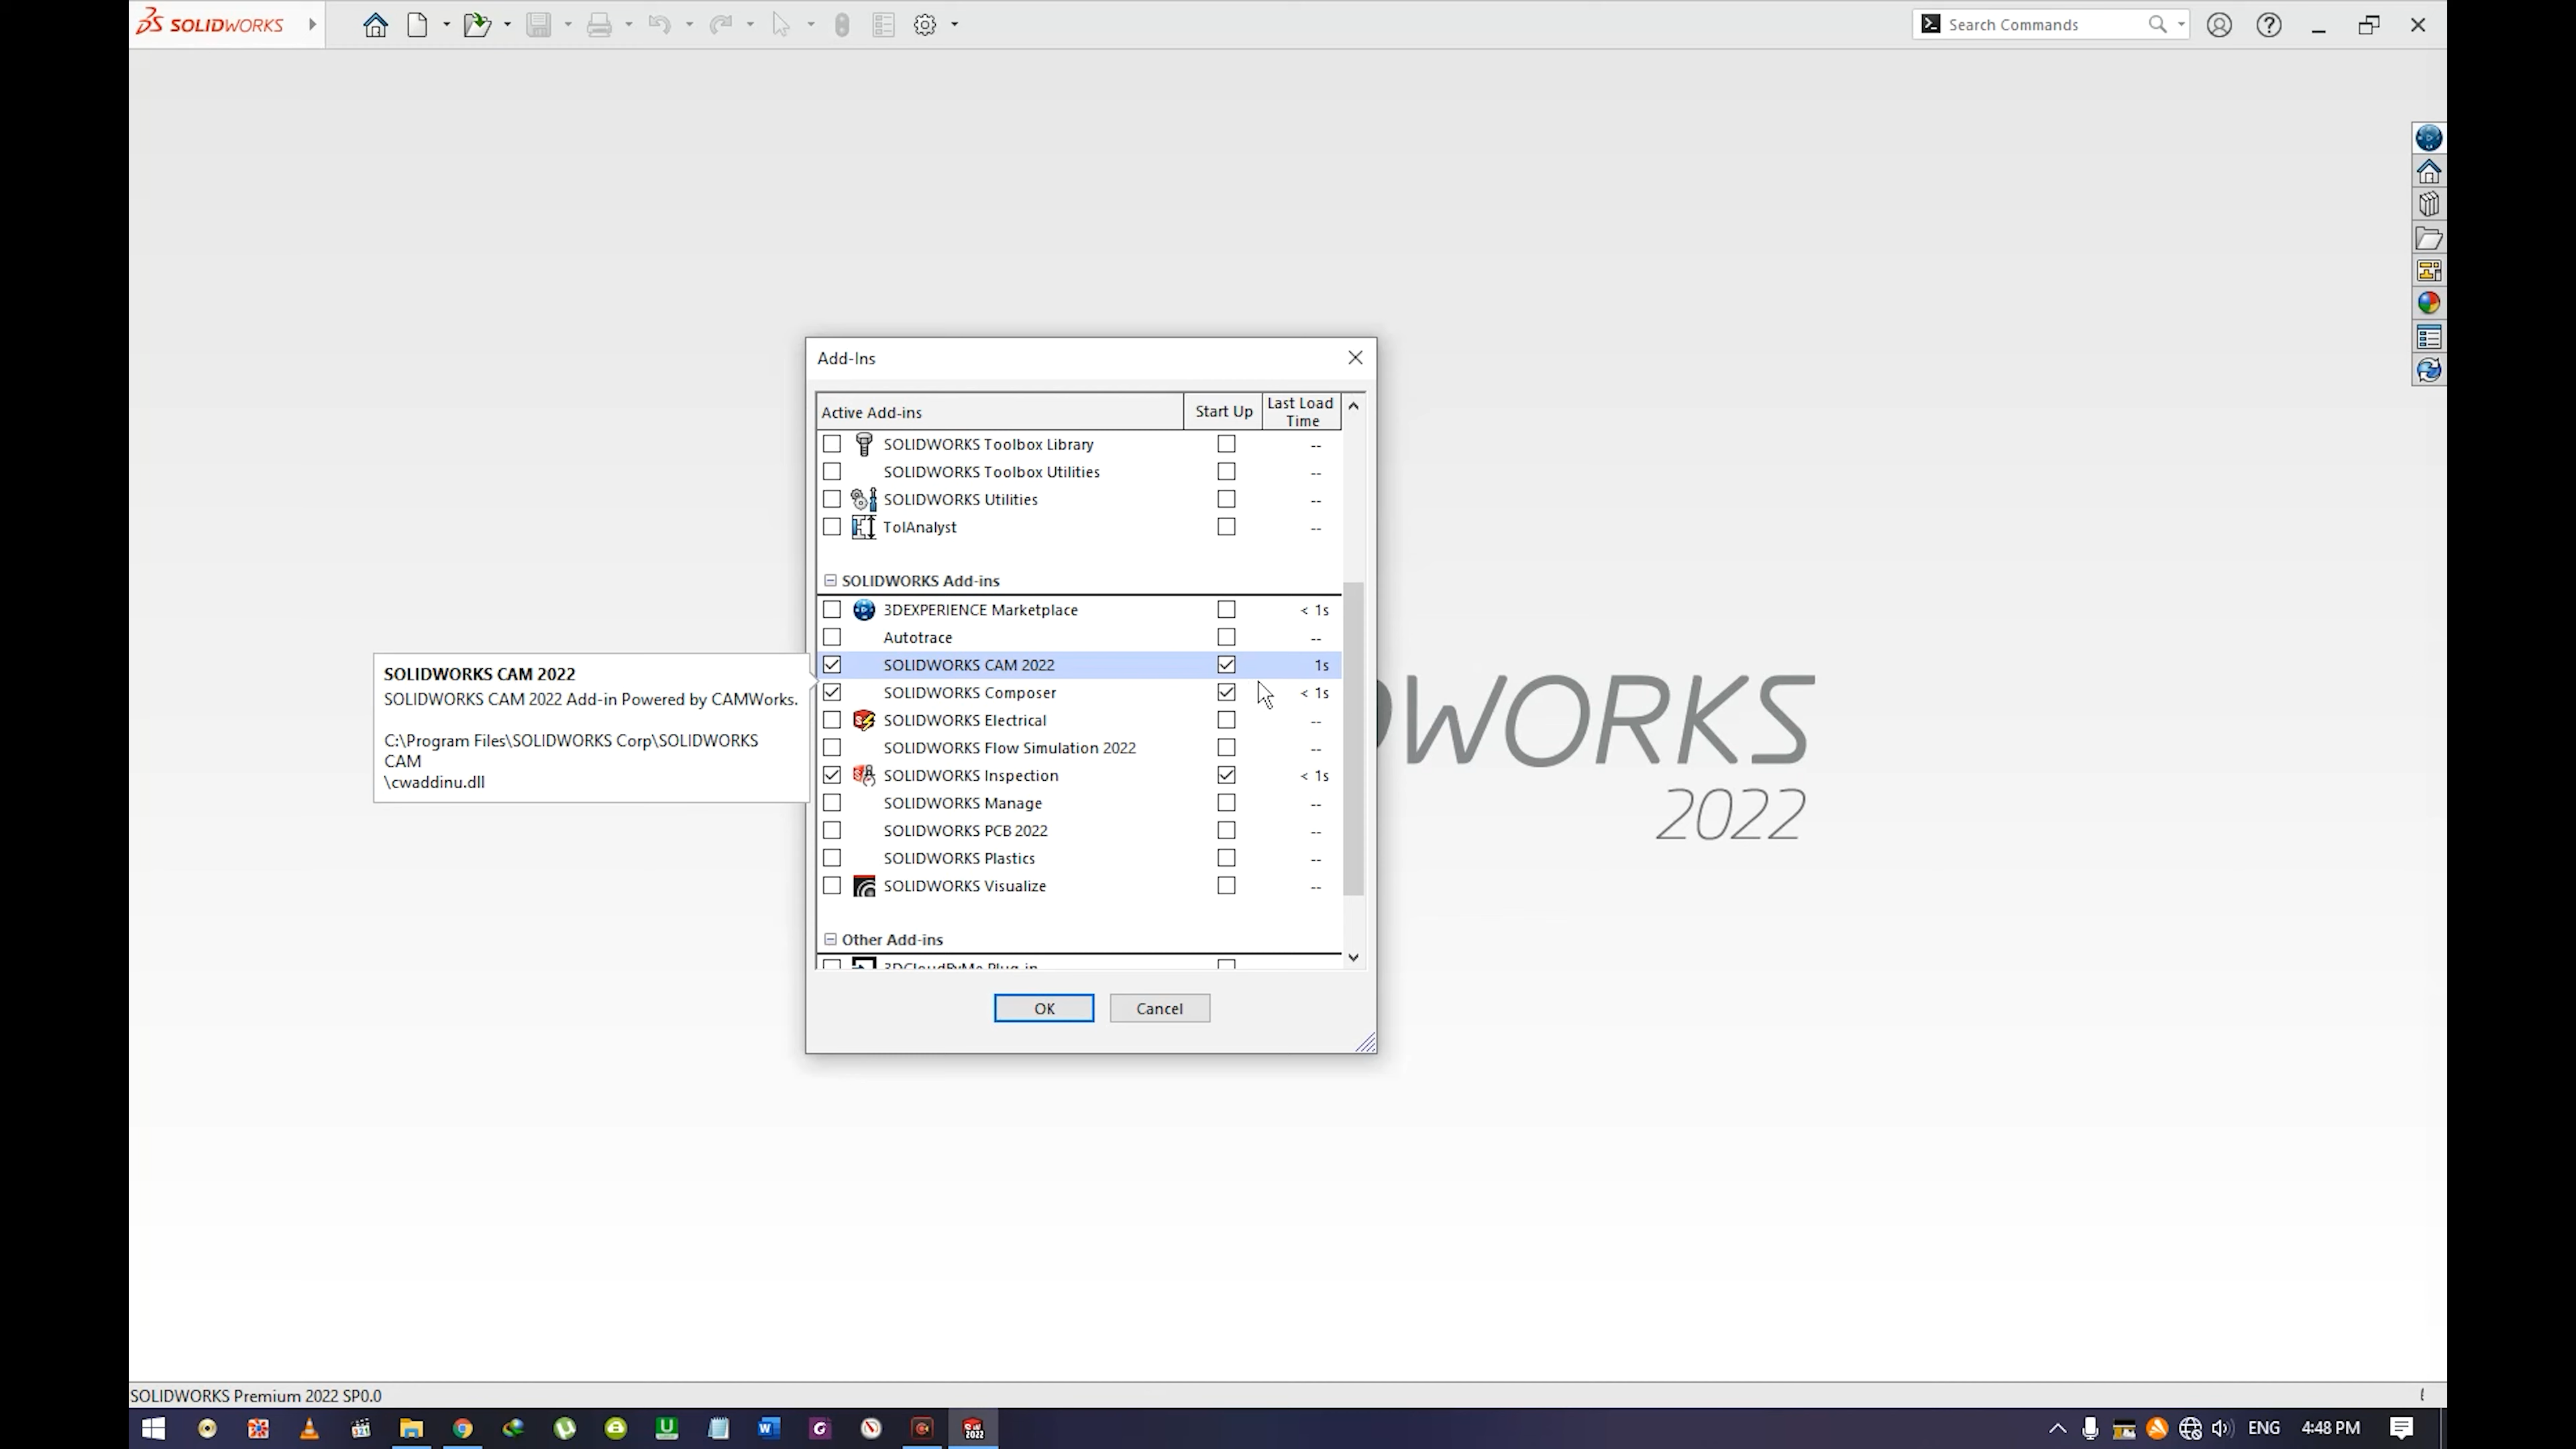 SOLIDWORKS
Search Commands
Add-Ins
Active Add-ins
Start Up
Last Load
Time
SOLIDWORKS Toolbox Library
--
SOLIDWORKS Toolbox Utilities
--
SOLIDWORKS Utilities
--
TolAnalyst
--
SOLIDWORKS Add-ins
3DEXPERIENCE Marketplace
< 1s
Autotrace
--
SOLIDWORKS CAM 2022
1s
SOLIDWORKS Composer
< 1s
SOLIDWORKS Electrical
--
SOLIDWORKS Flow Simulation 2022
--
SOLIDWORKS Inspection
< 1s
SOLIDWORKS Manage
--
SOLIDWORKS PCB 2022
--
SOLIDWORKS Plastics
--
SOLIDWORKS Visualize
--
Other Add-ins
OK
Cancel
SOLIDWORKS CAM 2022
SOLIDWORKS CAM 2022 Add-in Powered by CAMWorks.
C:\Program Files\SOLIDWORKS Corp\SOLIDWORKS
CAM
\cwaddinu.dll
DWORKS
2022
SOLIDWORKS Premium 2022 SP0.0
ENG
4:48 PM